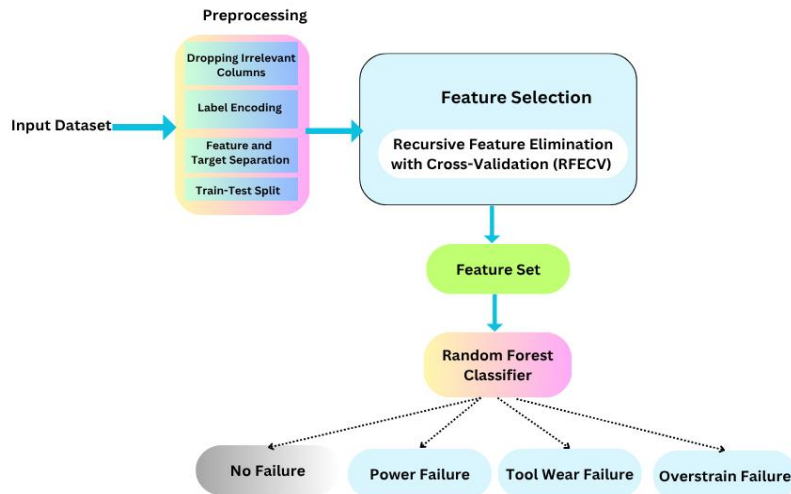 Preprocessing
Dropping Irrelevant
Columns
Label Encoding
Feature and
Target Separation
Train-Test Split
Input Dataset
Feature Selection
Recursive Feature Elimination
with Cross-Validation (RFECV)
Feature Set
Random Forest
Classifier
No Failure
Power Failure
Tool Wear Failure
Overstrain Failure